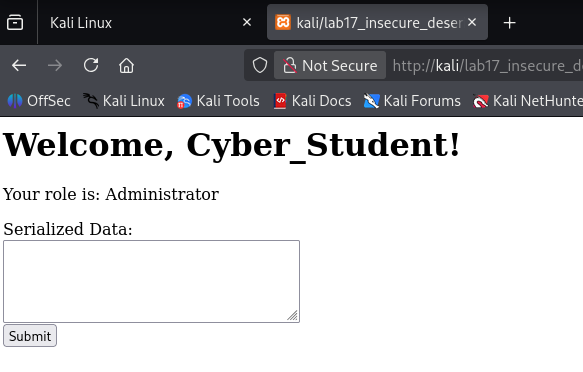 Kali Linux
kali/lab17_insecure_deser
Not Secure http://kali/lab17_insecure_d
OffSec Kali Linux Kali Tools Kali Docs Kali Forums Kali NetHunte
Welcome, Cyber_Student!
Your role is: Administrator
Serialized Data:
Submit